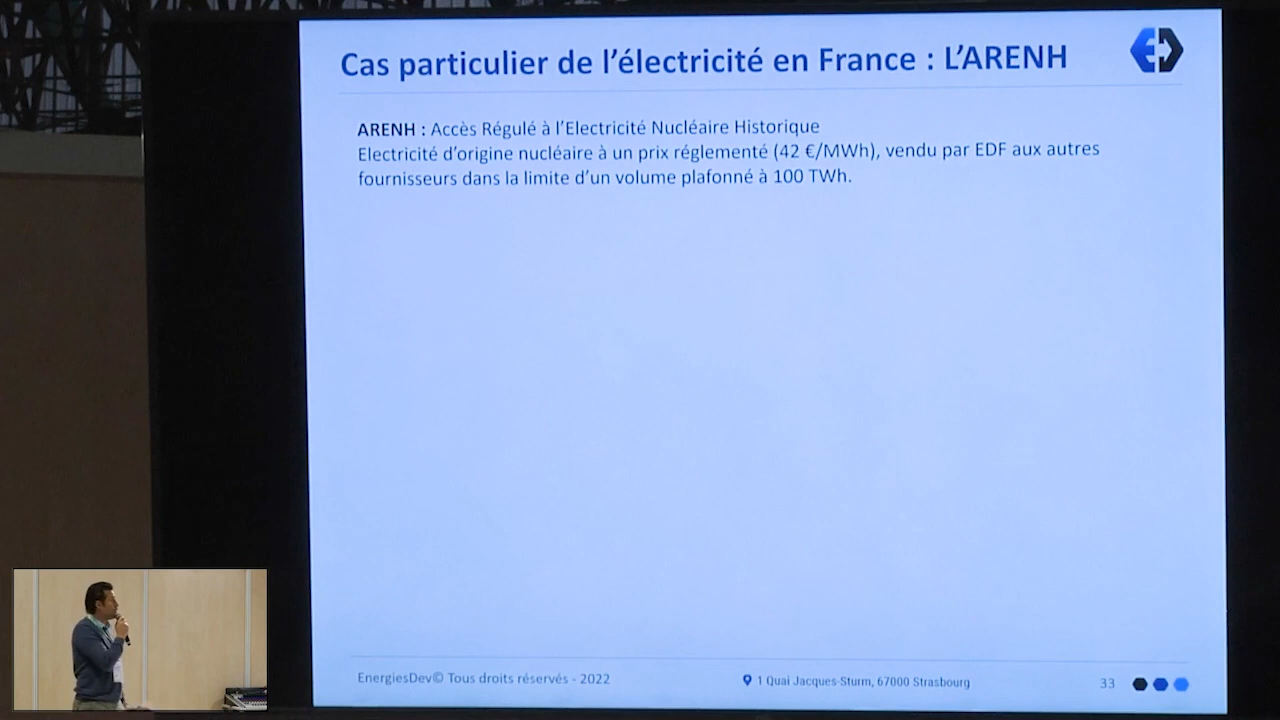 Cas particulier de l'électricité en France : L'ARENH
ARENH : Accès Régulé à l'Electricité Nucléaire Historique
Electricité d'origine nucléaire à un prix réglementé (42 €/MWh), vendu par EDF aux autres
fournisseurs dans la limite d'un volume plafonné à 100 TWh.
EnergiesDev© Tous droits réservés - 2022
1 Quai Jacques-Sturm, 67000 Strasbourg
33